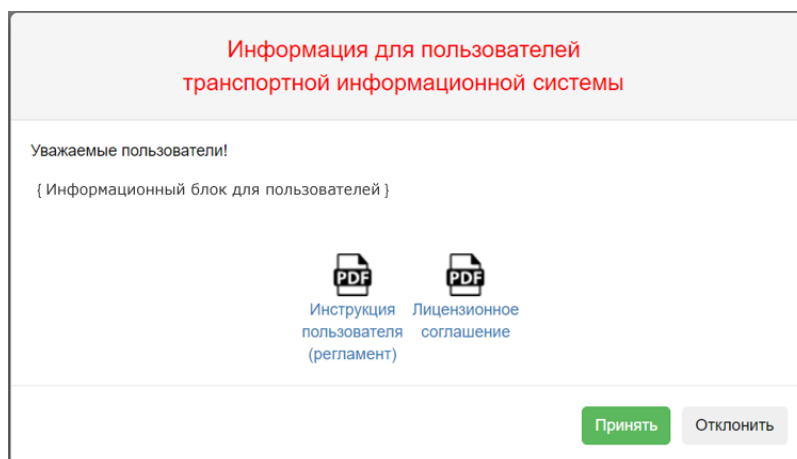 Информация для пользователей
транспортной информационной системы
Уважаемые пользователи!
{ Информационный блок для пользователей }
PDF PDF
Инструкция Лицензионное
пользователя соглашение
(регламент)
Принять Отклонить